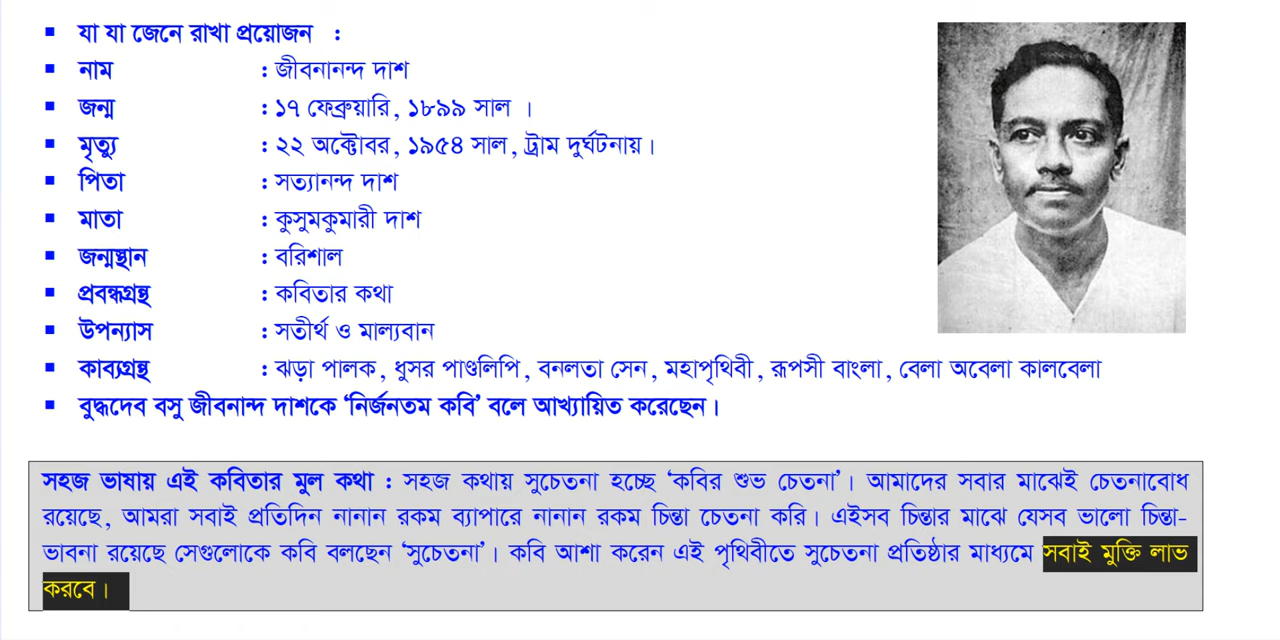 যা যা জেনে রাখা প্রয়োজন :
নাম : জীবনানন্দ দাশ
জন্ম : ১৭ ফেব্রুয়ারি, ১৮৯৯ সাল ।
মৃত্যু : ২২ অক্টোবর, ১৯৫৪ সাল, ট্রাম দুর্ঘটনায়।
পিতা : সত্যানন্দ দাশ
মাতা : কুসুমকুমারী দাশ
জন্মস্থান : বরিশাল
প্রবন্ধগ্রন্থ : কবিতার কথা
উপন্যাস : সতীর্থ ও মাল্যবান
কাব্যগ্রন্থ : ঝড়া পালক, ধুসর পাণ্ডলিপি, বনলতা সেন, মহাপৃথিবী, রূপসী বাংলা, বেলা অবেলা কালবেলা
বুদ্ধদেব বসু জীবনান্দ দাশকে ‘নির্জনতম কবি’ বলে আখ্যায়িত করেছেন।
সহজ ভাষায় এই কবিতার মুল কথা : সহজ কথায় সুচেতনা হচ্ছে ‘কবির শুভ চেতনা’। আমাদের সবার মাঝেই চেতনাবোধ
রয়েছে, আমরা সবাই প্রতিদিন নানান রকম ব্যাপারে নানান রকম চিন্তা চেতনা করি। এইসব চিন্তার মাঝে যেসব ভালো চিন্তা-
ভাবনা রয়েছে সেগুলোকে কবি বলছেন ‘সুচেতনা’। কবি আশা করেন এই পৃথিবীতে সুচেতনা প্রতিষ্ঠার মাধ্যমে সবাই মুক্তি লাভ
করবে।